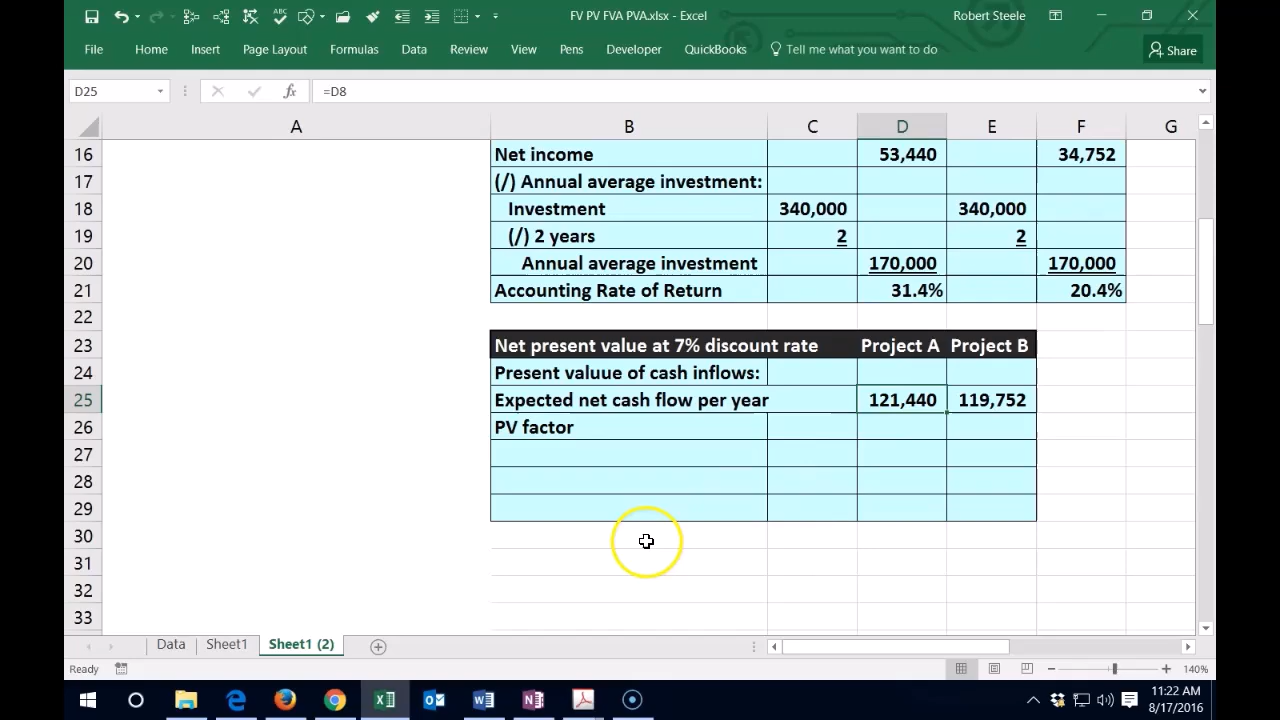 FV PV FVA PVA.xlsx - Excel
Robert Steele
File Home Insert Page Layout Formulas Data Review View Pens Developer QuickBooks Tell me what you want to do Share
D25 fx =D8
A B C D E F G
16 Net income 53,440 34,752
17 (/) Annual average investment:
18 Investment 340,000 340,000
19 (/) 2 years 2 2
20 Annual average investment 170,000 170,000
21 Accounting Rate of Return 31.4% 20.4%
22
23 Net present value at 7% discount rate Project A Project B
24 Present valuue of cash inflows:
25 Expected net cash flow per year 121,440 119,752
26 PV factor
27
28
29
30
31
32
33
Data Sheet1 Sheet1 (2)
Ready 140%
11:22 AM
8/17/2016